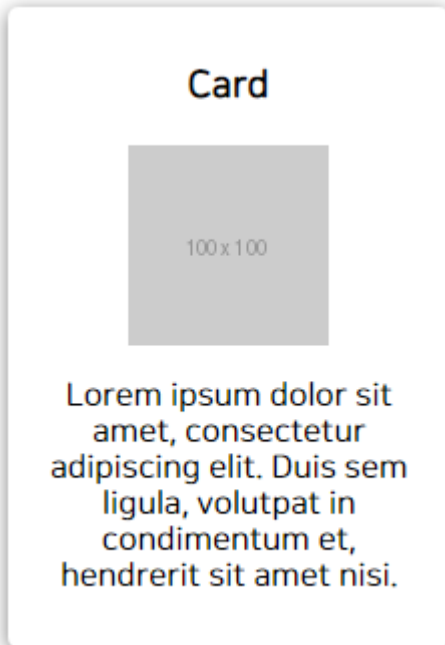 Card
100 x 100
Lorem ipsum dolor sit
amet, consectetur
adipiscing elit. Duis sem
ligula, volutpat in
condimentum et,
hendrerit sit amet nisi.